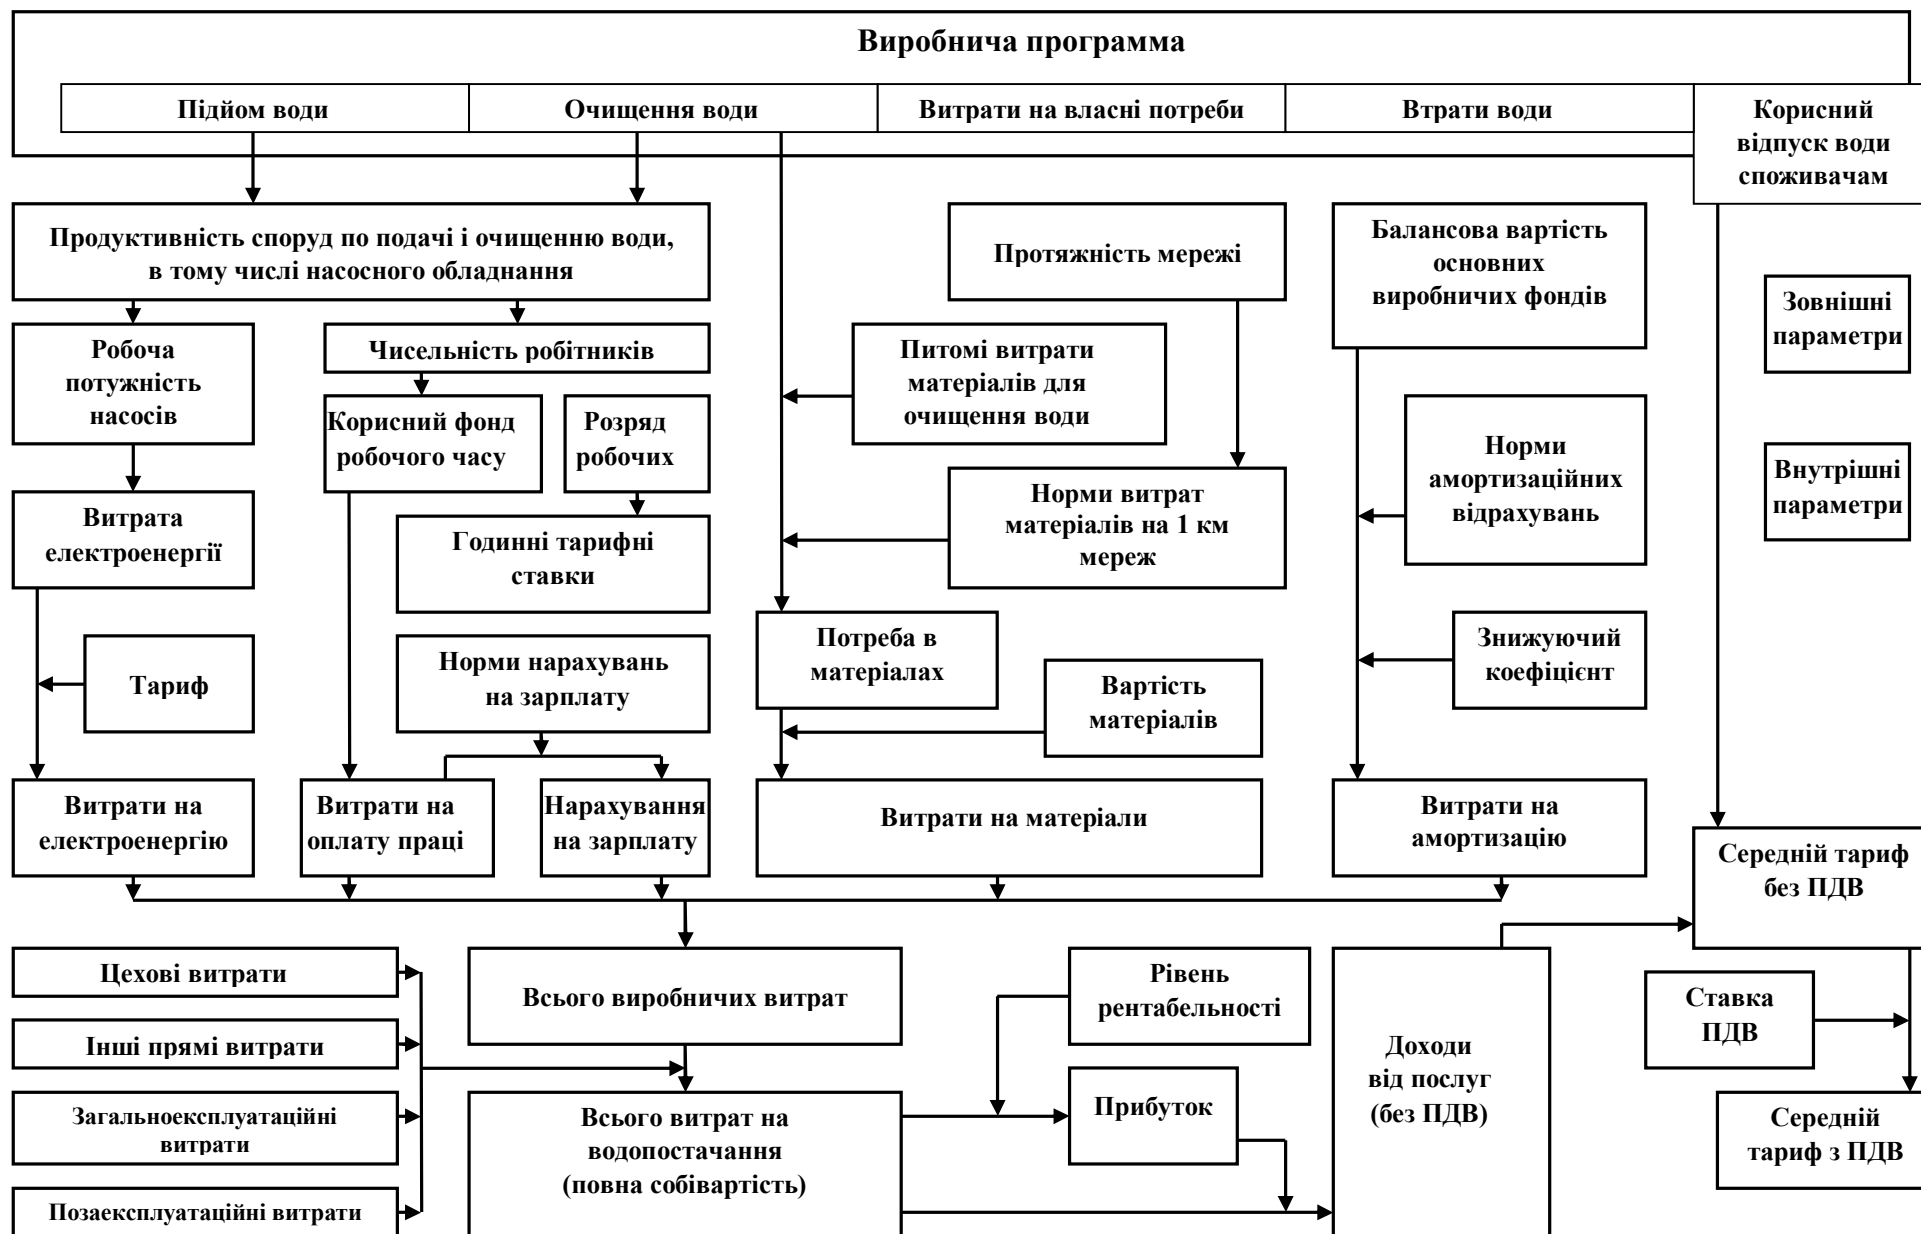 Виробнича программа
Підйом води
Очищення води
Витрати на власні потреби
Втрати води
Корисний
відпуск води
споживачам
Продуктивність споруд по подачі і очищенню води,
в тому числі насосного обладнання
Протяжність мережі
Балансова вартість
основних
виробничих фондів
Зовнішні
параметри
Робоча
потужність
насосів
Чисельність робітників
Питомі витрати
матеріалів для
очищення води
Корисний фонд
робочого часу
Розряд
робочих
Норми
амортизаційних
відрахувань
Внутрішні
параметри
Витрата
електроенергії
Годинні тарифні
ставки
Норми витрат
матеріалів на 1 км
мереж
Тариф
Норми нарахувань
на зарплату
Потреба в
матеріалах
Вартість
матеріалів
Знижуючий
коефіцієнт
Витрати на
електроенергію
Витрати на
оплату праці
Нарахування
на зарплату
Витрати на матеріали
Витрати на
амортизацію
Середній тариф
без ПДВ
Цехові витрати
Інші прямі витрати
Загальноексплуатаційні
витрати
Позаексплуатаційні витрати
Всього виробничих витрат
Всього витрат на
водопостачання
(повна собівартість)
Рівень
рентабельності
Прибуток
Доходи
від послуг
(без ПДВ)
Ставка
ПДВ
Середній
тариф з ПДВ